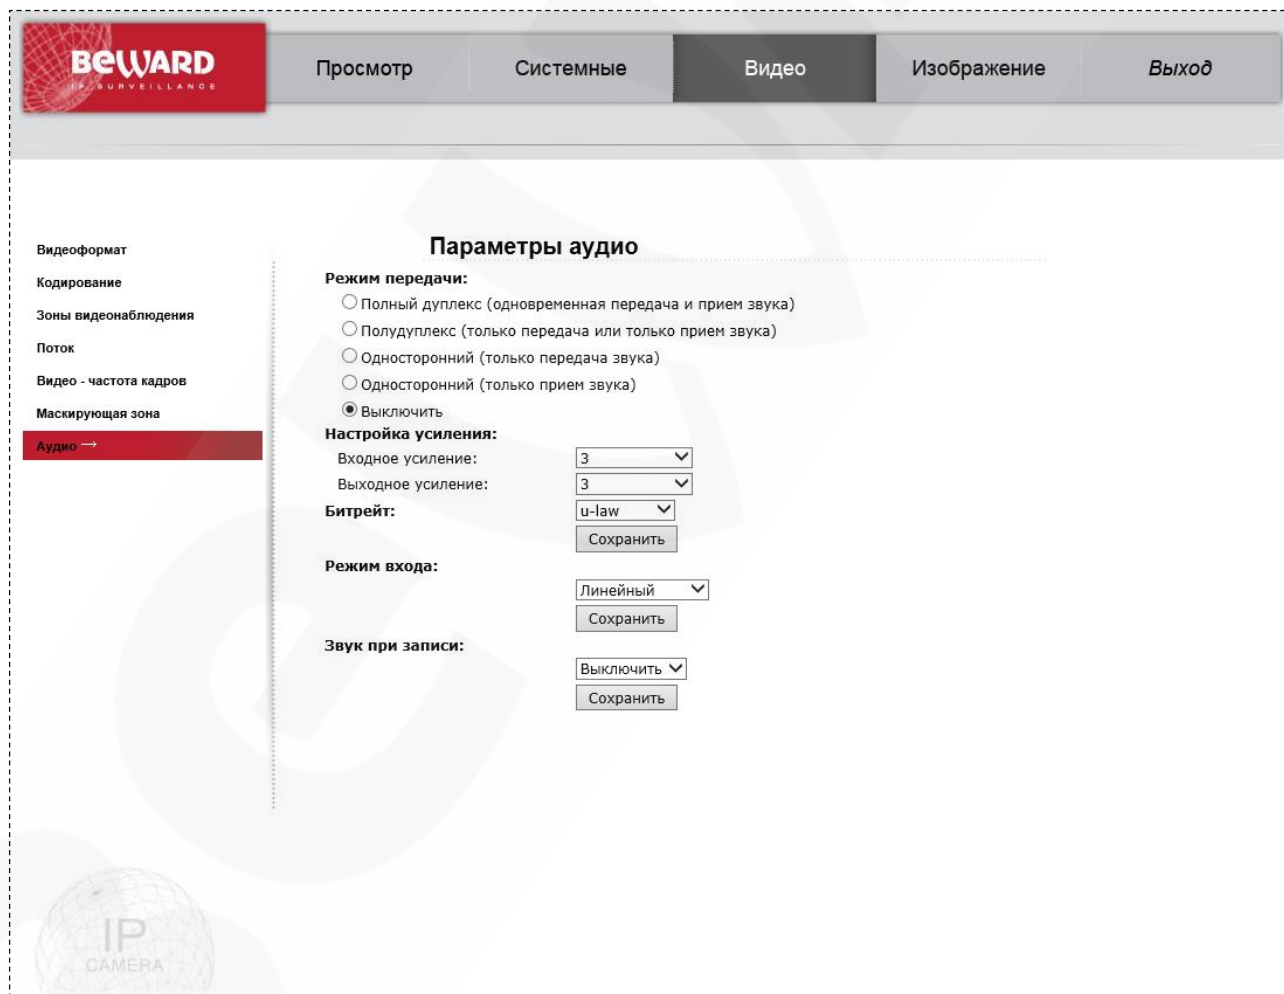 BEWARD
IP SURVEILLANCE
Просмотр
Системные
Видео
Изображение
Выход
Видеоформат
Кодирование
Зоны видеонаблюдения
Поток
Видео - частота кадров
Маскирующая зона
Аудио →
Параметры аудио
Режим передачи:
Полный дуплекс (одновременная передача и прием звука)
Полудуплекс (только передача или только прием звука)
Односторонний (только передача звука)
Односторонний (только прием звука)
Выключить
Настройка усиления:
Входное усиление: 3
Выходное усиление: 3
Битрейт: u-law
Сохранить
Режим входа:
Линейный
Сохранить
Звук при записи:
Выключить
Сохранить
IP
CAMERA